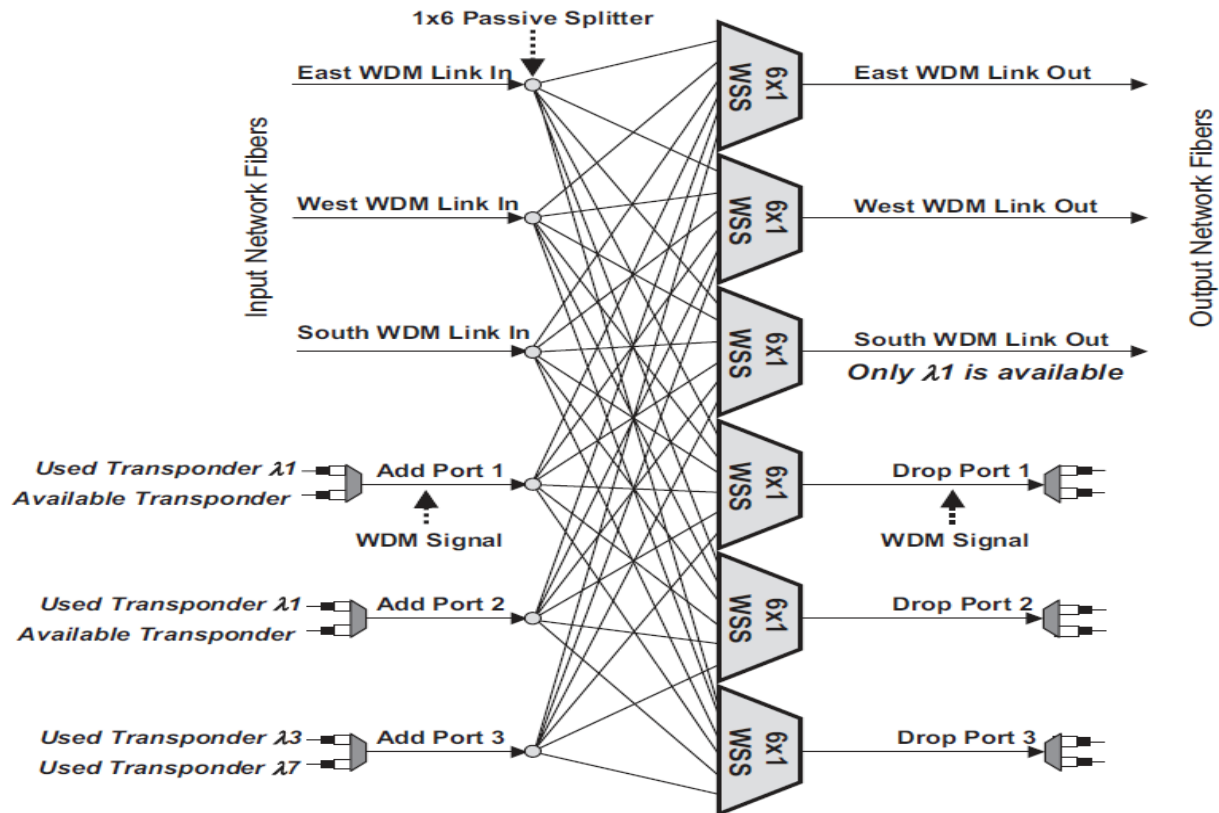 1x6 Passive Splitter
East WDM Link In
6x1
WSS
East WDM Link Out
Input Network Fibers
Output Network Fibers
West WDM Link In
6x1
WSS
West WDM Link Out
South WDM Link In
6x1
WSS
South WDM Link Out
Only λ1 is available
Used Transponder λ1
Available Transponder
Add Port 1
WDM Signal
6x1
WSS
Drop Port 1
WDM Signal
Used Transponder λ1
Available Transponder
Add Port 2
6x1
WSS
Drop Port 2
Used Transponder λ3
Used Transponder λ7
Add Port 3
6x1
WSS
Drop Port 3